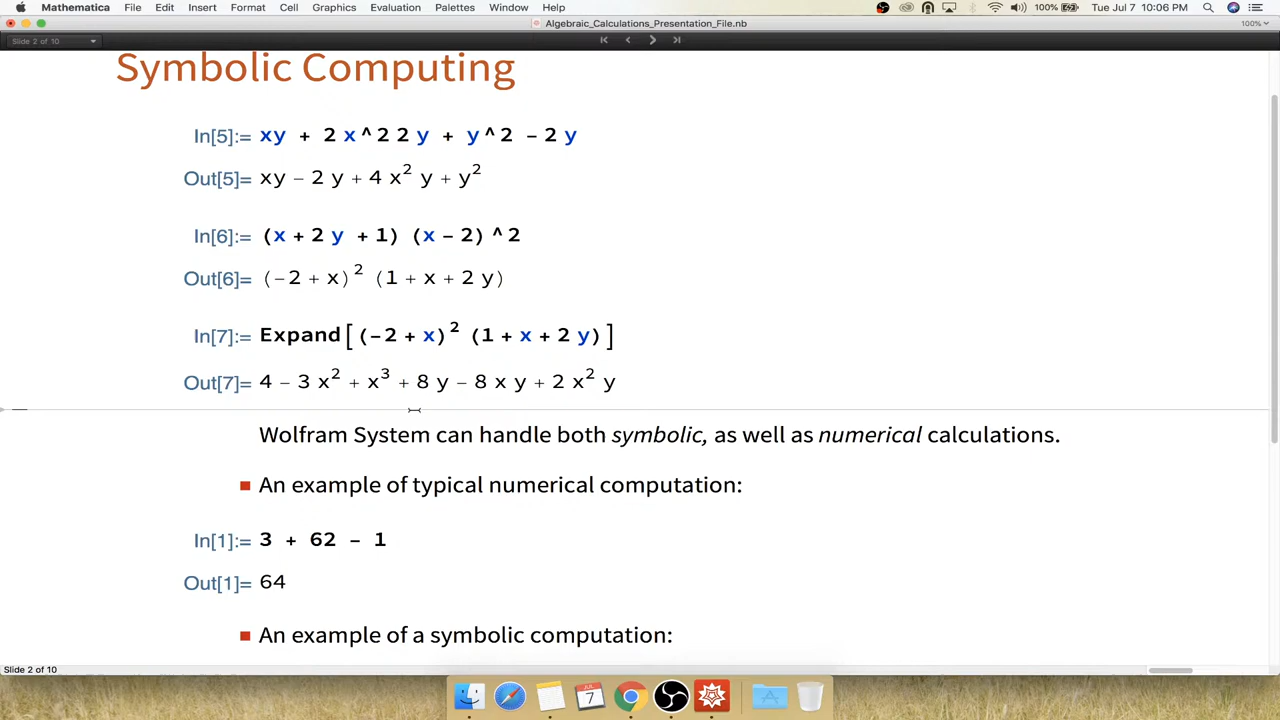 Mathematica File Edit Insert Format Cell Graphics Evaluation Palettes Window Help 100% Tue Jul 7 10:06 PM
Algebraic_Calculations_Presentation_File.nb 100%
Slide 2 of 10
Symbolic Computing
In[5]:= xy + 2 x^2 2 y + y^2 - 2 y
Out[5]= xy - 2 y + 4 x² y + y²
In[6]:= (x + 2 y + 1) (x - 2) ^2
Out[6]= (-2 + x)² (1 + x + 2 y)
In[7]:= Expand[(-2 + x)² (1 + x + 2 y)]
Out[7]= 4 - 3 x² + x³ + 8 y - 8 x y + 2 x² y
Wolfram System can handle both symbolic, as well as numerical calculations.
An example of typical numerical computation:
In[1]:= 3 + 62 - 1
Out[1]= 64
An example of a symbolic computation:
Slide 2 of 10
JUL
7